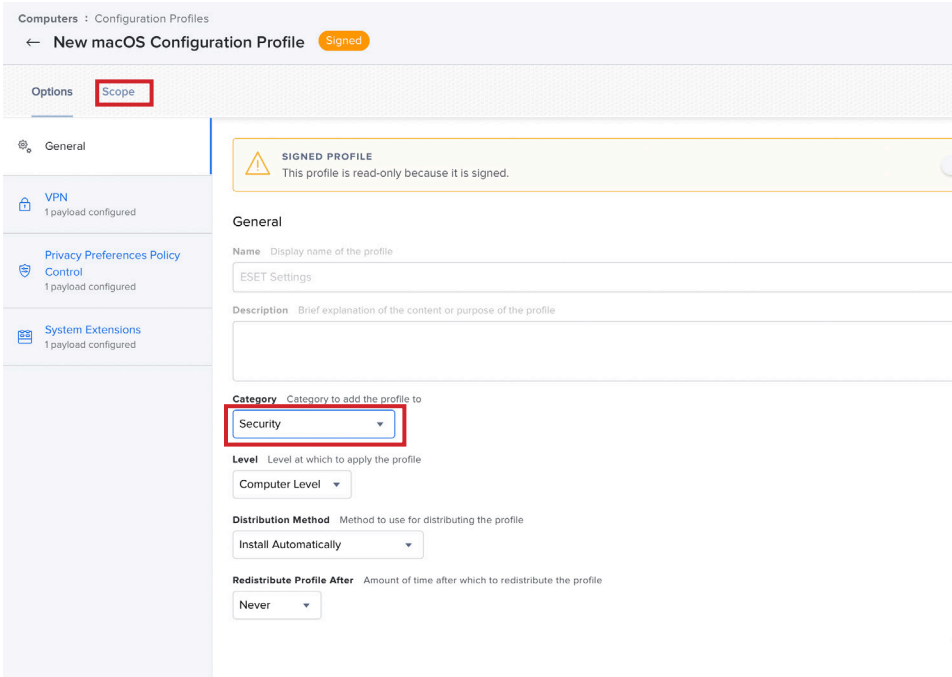 Computers : Configuration Profiles
← New macOS Configuration Profile Signed
Options Scope
General
VPN
1 payload configured
Privacy Preferences Policy
Control
1 payload configured
System Extensions
1 payload configured
SIGNED PROFILE
This profile is read-only because it is signed.
General
Name Display name of the profile
ESET Settings
Description Brief explanation of the content or purpose of the profile
Category Category to add the profile to
Security
Level Level at which to apply the profile
Computer Level
Distribution Method Method to use for distributing the profile
Install Automatically
Redistribute Profile After Amount of time after which to redistribute the profile
Never